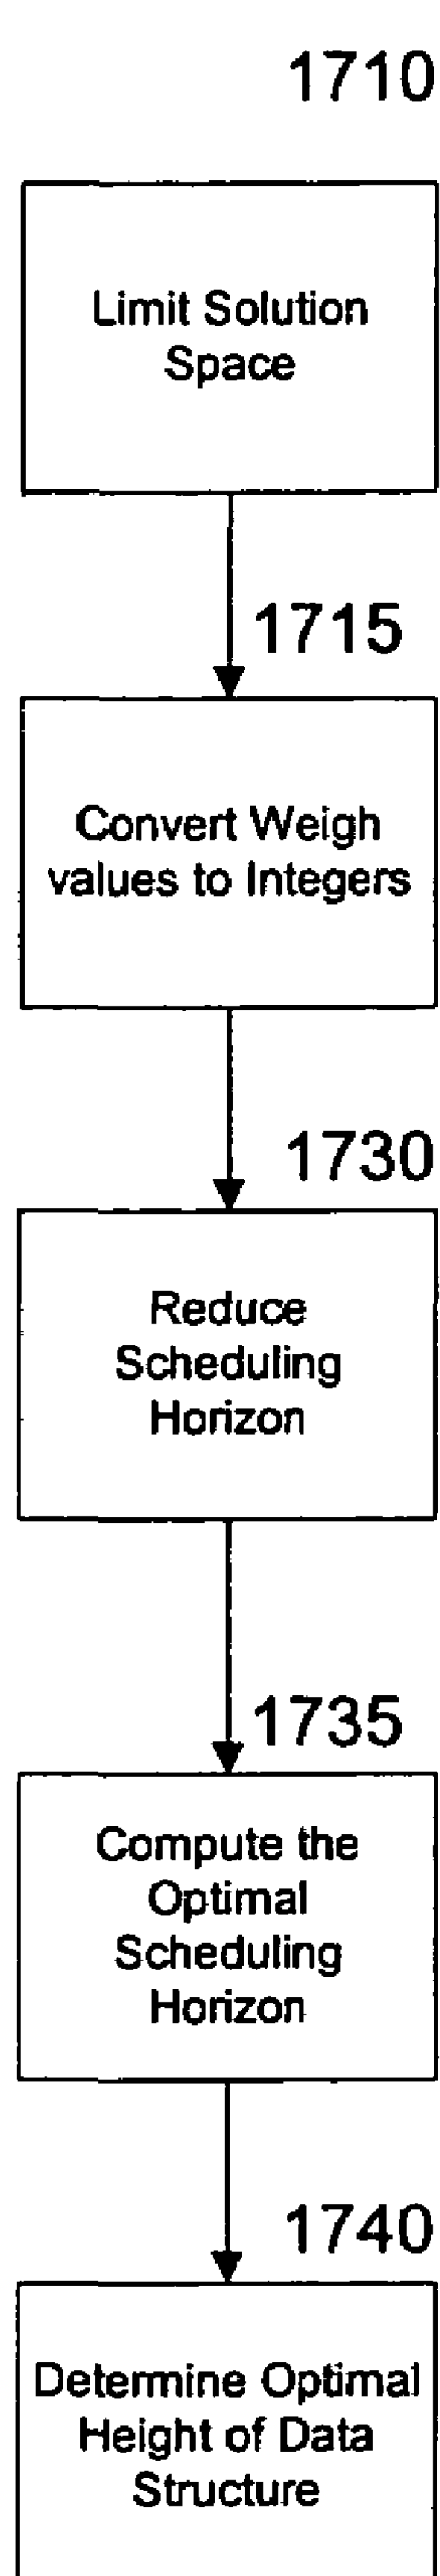 1710
Limit Solution
Space
1715
Convert Weigh
values to Integers
1730
Reduce
Scheduling
Horizon
1735
Compute the
Optimal
Scheduling
Horizon
1740
Determine Optimal
Height of Data
Structure